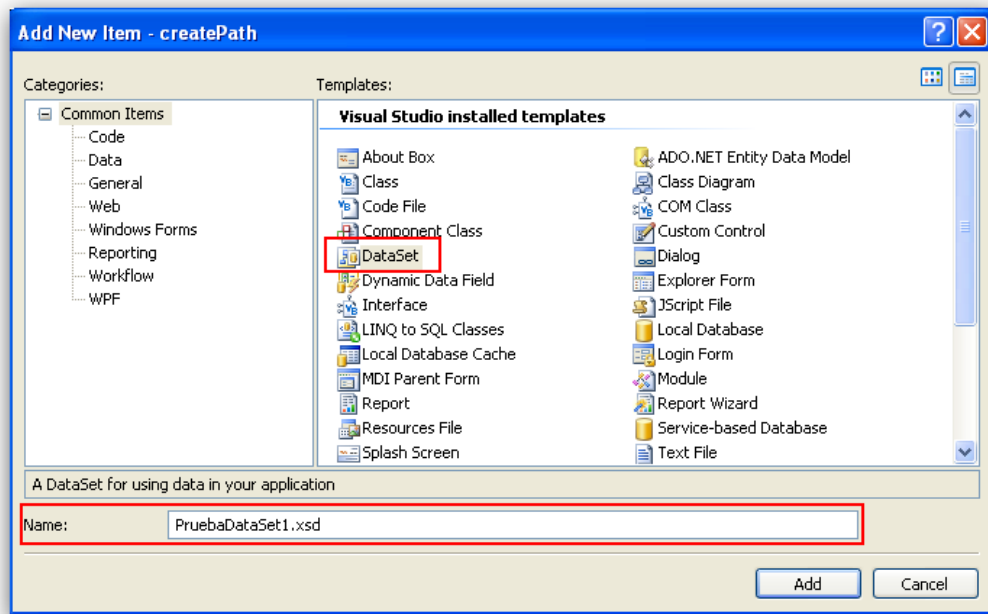 Add New Item - createPath
Categories:
Templates:
Common Items
Code
Data
General
Web
Windows Forms
Reporting
Workflow
WPF
Visual Studio installed templates
About Box
ADO.NET Entity Data Model
Class
Class Diagram
Code File
COM Class
Component Class
Custom Control
DataSet
Dialog
Dynamic Data Field
Explorer Form
Interface
JScript File
LINQ to SQL Classes
Local Database
Local Database Cache
Login Form
MDI Parent Form
Module
Report
Report Wizard
Resources File
Service-based Database
Splash Screen
Text File
A DataSet for using data in your application
Name:
PruebaDataSet1.xsd
Add
Cancel